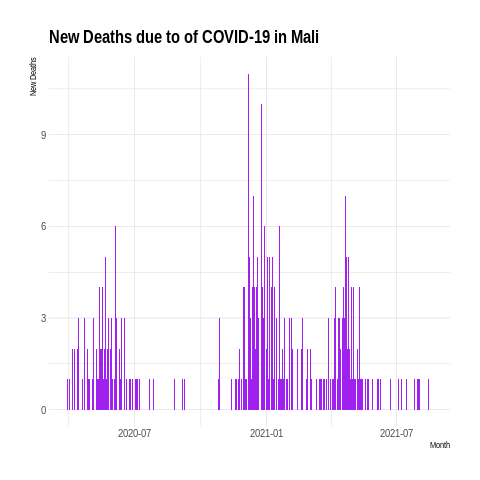 New Deaths due to of COVID-19 in Mali
New Deaths
9
6
3
0
2020-07
2021-01
2021-07
Month